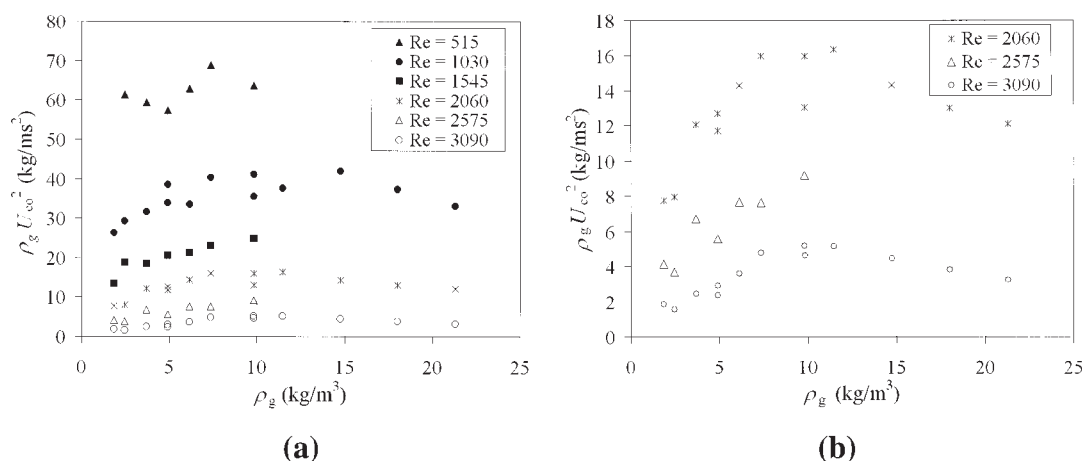 80
70
60
50
40
30
20
10
0
ρg Uco² (kg/ms²)
Re = 515
Re = 1030
Re = 1545
Re = 2060
Re = 2575
Re = 3090
0 5 10 15 20 25
ρg (kg/m³)
(a)
18
16
14
12
10
8
6
4
2
0
ρg Uco² (kg/ms²)
Re = 2060
Re = 2575
Re = 3090
0 5 10 15 20 25
ρg (kg/m³)
(b)